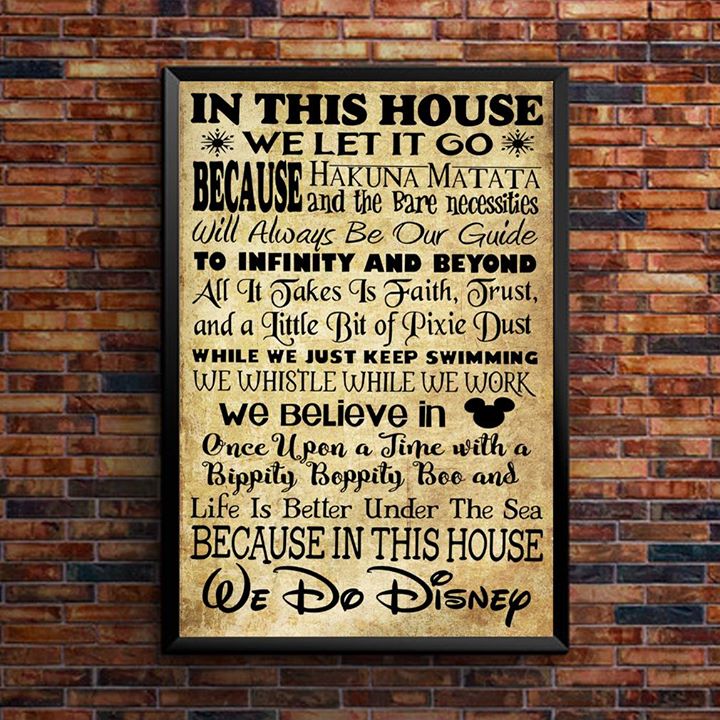 IN THIS HOUSE
WE LET IT GO
BECAUSE HAKUNA MATATA
and the Bare necessities
Will Always Be Our Guide
TO INFINITY AND BEYOND
All It Takes Is Faith, Trust,
and a Little Bit of Pixie Dust
WHILE WE JUST KEEP SWIMMING
WE WHISTLE WHILE WE WORK
We Believe in
Once Upon a Time with a
Bippity Boppity Boo and
Life Is Better Under The Sea
BECAUSE IN THIS HOUSE
We Do Disney